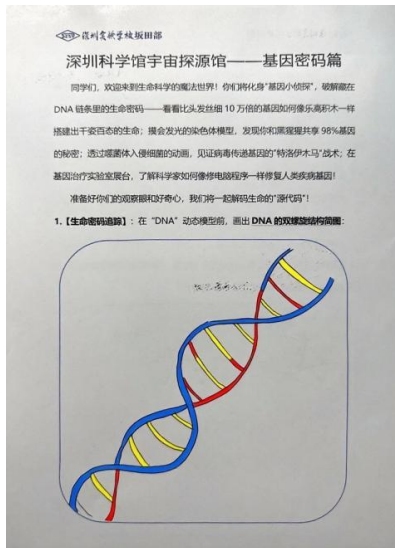 深圳实验学校坂田部
深圳科学馆宇宙探源馆——基因密码篇
同学们，欢迎来到生命科学的魔法世界！你们将化身“基因小侦探”，破解藏在
DNA 链条里的生命密码——看看比头发丝细 10 万倍的基因如何像乐高积木一样
搭建出千姿百态的生命；摸会发光的染色体模型，发现你和黑猩猩共享 98%基因
的秘密；透过噬菌体入侵细菌的动画，见证病毒传递基因的“特洛伊木马”战术；在
基因治疗实验室展台，了解科学家如何像修电脑程序一样修复人类疾病基因！
准备好你们的观察眼和好奇心，我们将一起解码生命的“源代码”！
1.【生命密码追踪】：在“DNA”动态模型前，画出 DNA 的双螺旋结构简图：